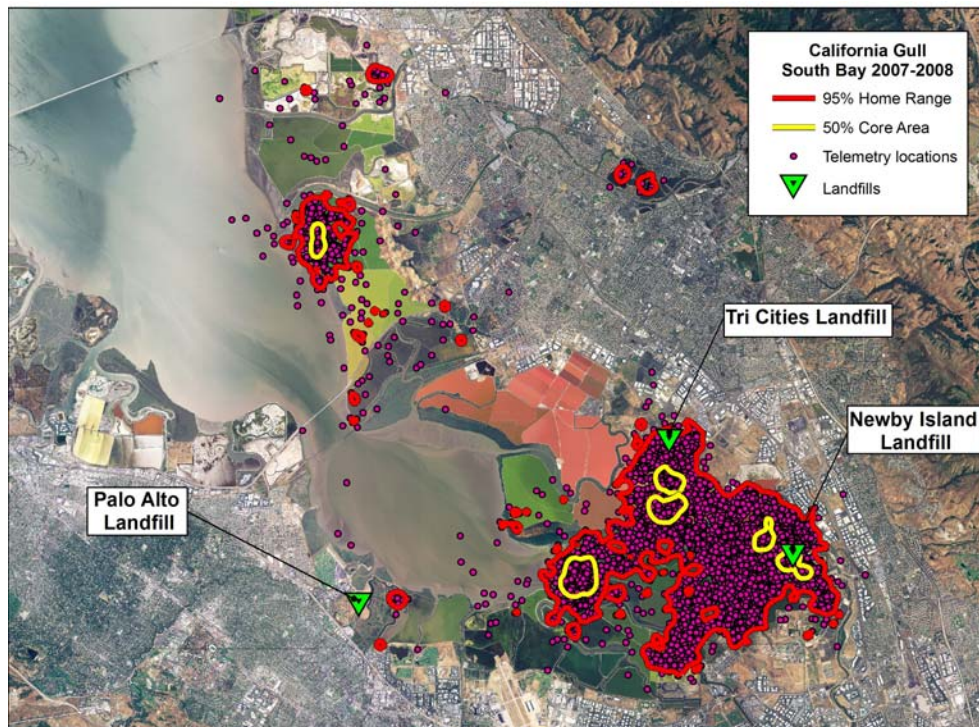 California Gull
South Bay 2007-2008
95% Home Range
50% Core Area
Telemetry locations
Landfills
Tri Cities Landfill
Newby Island
Landfill
Palo Alto
Landfill